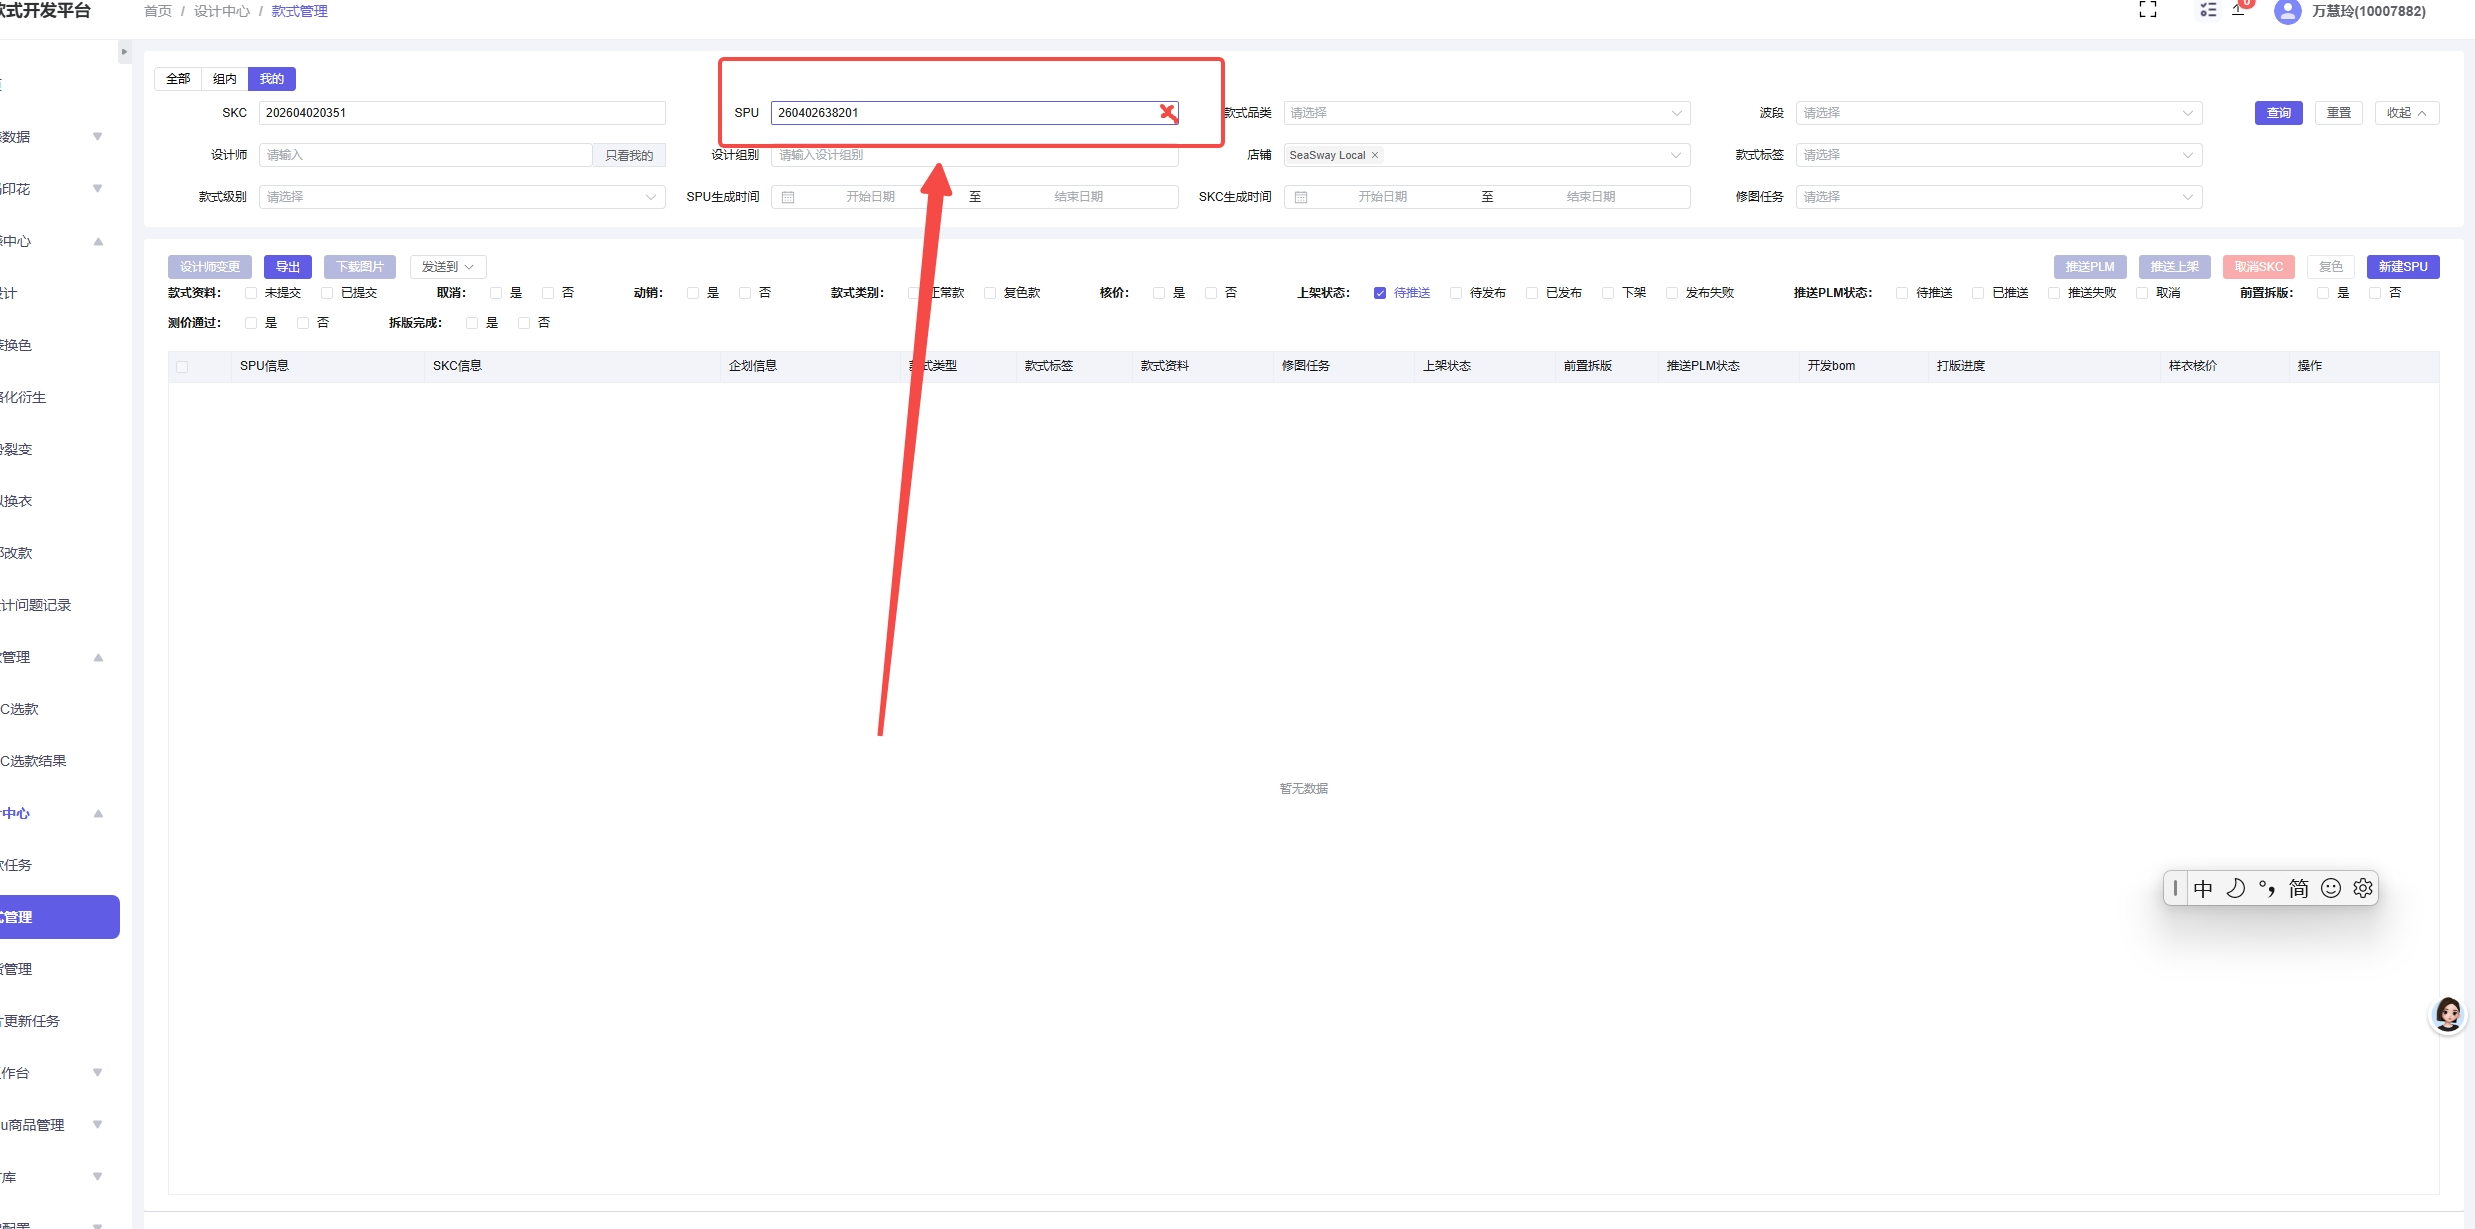 款式开发平台
首页 / 设计中心 / 款式管理
0
万慧玲(10007882)
全部 组内 我的
SKC 202604020351 SPU 260402638201 款式品类 请选择 波段 请选择 查询 重置 收起
设计师 请输入 只看我的 设计组别 请输入设计组别 店铺 SeaSway Local × 款式标签 请选择
款式级别 请选择 SPU生成时间 开始日期 至 结束日期 SKC生成时间 开始日期 至 结束日期 修图任务 请选择
设计师变更 导出 下载图片 发送到 推送PLM 推送上架 取消SKC 复色 新建SPU
款式资料: 未提交 已提交 取消: 是 否 动销: 是 否 款式类别: 正常款 复色款 核价: 是 否 上架状态: 待推送 待发布 已发布 下架 发布失败 推送PLM状态: 待推送 已推送 推送失败 取消 前置拆版: 是 否
测价通过: 是 否 拆版完成: 是 否
SPU信息 SKC信息 企划信息 款式类型 款式标签 款式资料 修图任务 上架状态 前置拆版 推送PLM状态 开发bom 打版进度 样衣核价 操作
暂无数据
数据
印花
中心
计
换色
化衍生
裂变
换衣
改款
计问题记录
管理
C选款
C选款结果
中心
任务
管理
管理
更新任务
作台
u商品管理
库
中 简